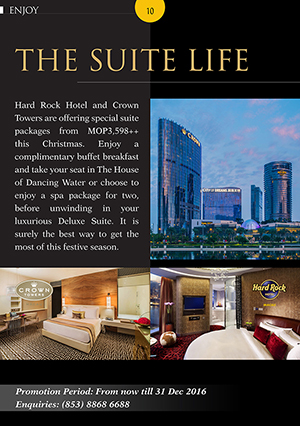 ENJOY
10
THE SUITE LIFE
Hard Rock Hotel and Crown
Towers are offering special suite
packages from MOP3,598++
this Christmas. Enjoy a
complimentary buffet breakfast
and take your seat in The House
of Dancing Water or choose to
enjoy a spa package for two,
before unwinding in your
luxurious Deluxe Suite. It is
surely the best way to get the
most of this festive season.
CROWN
TOWERS
Hard Rock
HOTEL
Promotion Period: From now till 31 Dec 2016
Enquiries: (853) 8868 6688